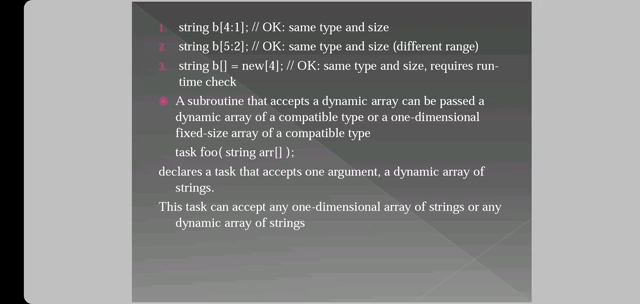 1. string b[4:1]; // OK: same type and size
2. string b[5:2]; // OK: same type and size (different range)
3. string b[] = new[4]; // OK: same type and size, requires run-
time check
A subroutine that accepts a dynamic array can be passed a
dynamic array of a compatible type or a one-dimensional
fixed-size array of a compatible type
task foo( string arr[] );
declares a task that accepts one argument, a dynamic array of
strings.
This task can accept any one-dimensional array of strings or any
dynamic array of strings